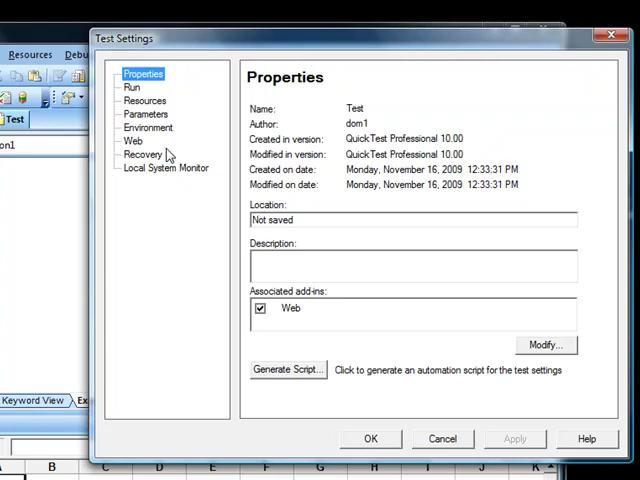 Test Settings
Resources
Debu
Test
on1
Properties
Run
Resources
Parameters
Environment
Web
Recovery
Local System Monitor
Properties
Name: Test
Author: dom1
Created in version: QuickTest Professional 10.00
Modified in version: QuickTest Professional 10.00
Created on date: Monday, November 16, 2009 12:33:31 PM
Modified on date: Monday, November 16, 2009 12:33:31 PM
Location:
Not saved
Description:
Associated add-ins:
Web
Modify...
Generate Script... Click to generate an automation script for the test settings
Keyword View
Ex
OK Cancel Apply Help
A B C D E F G H I J K